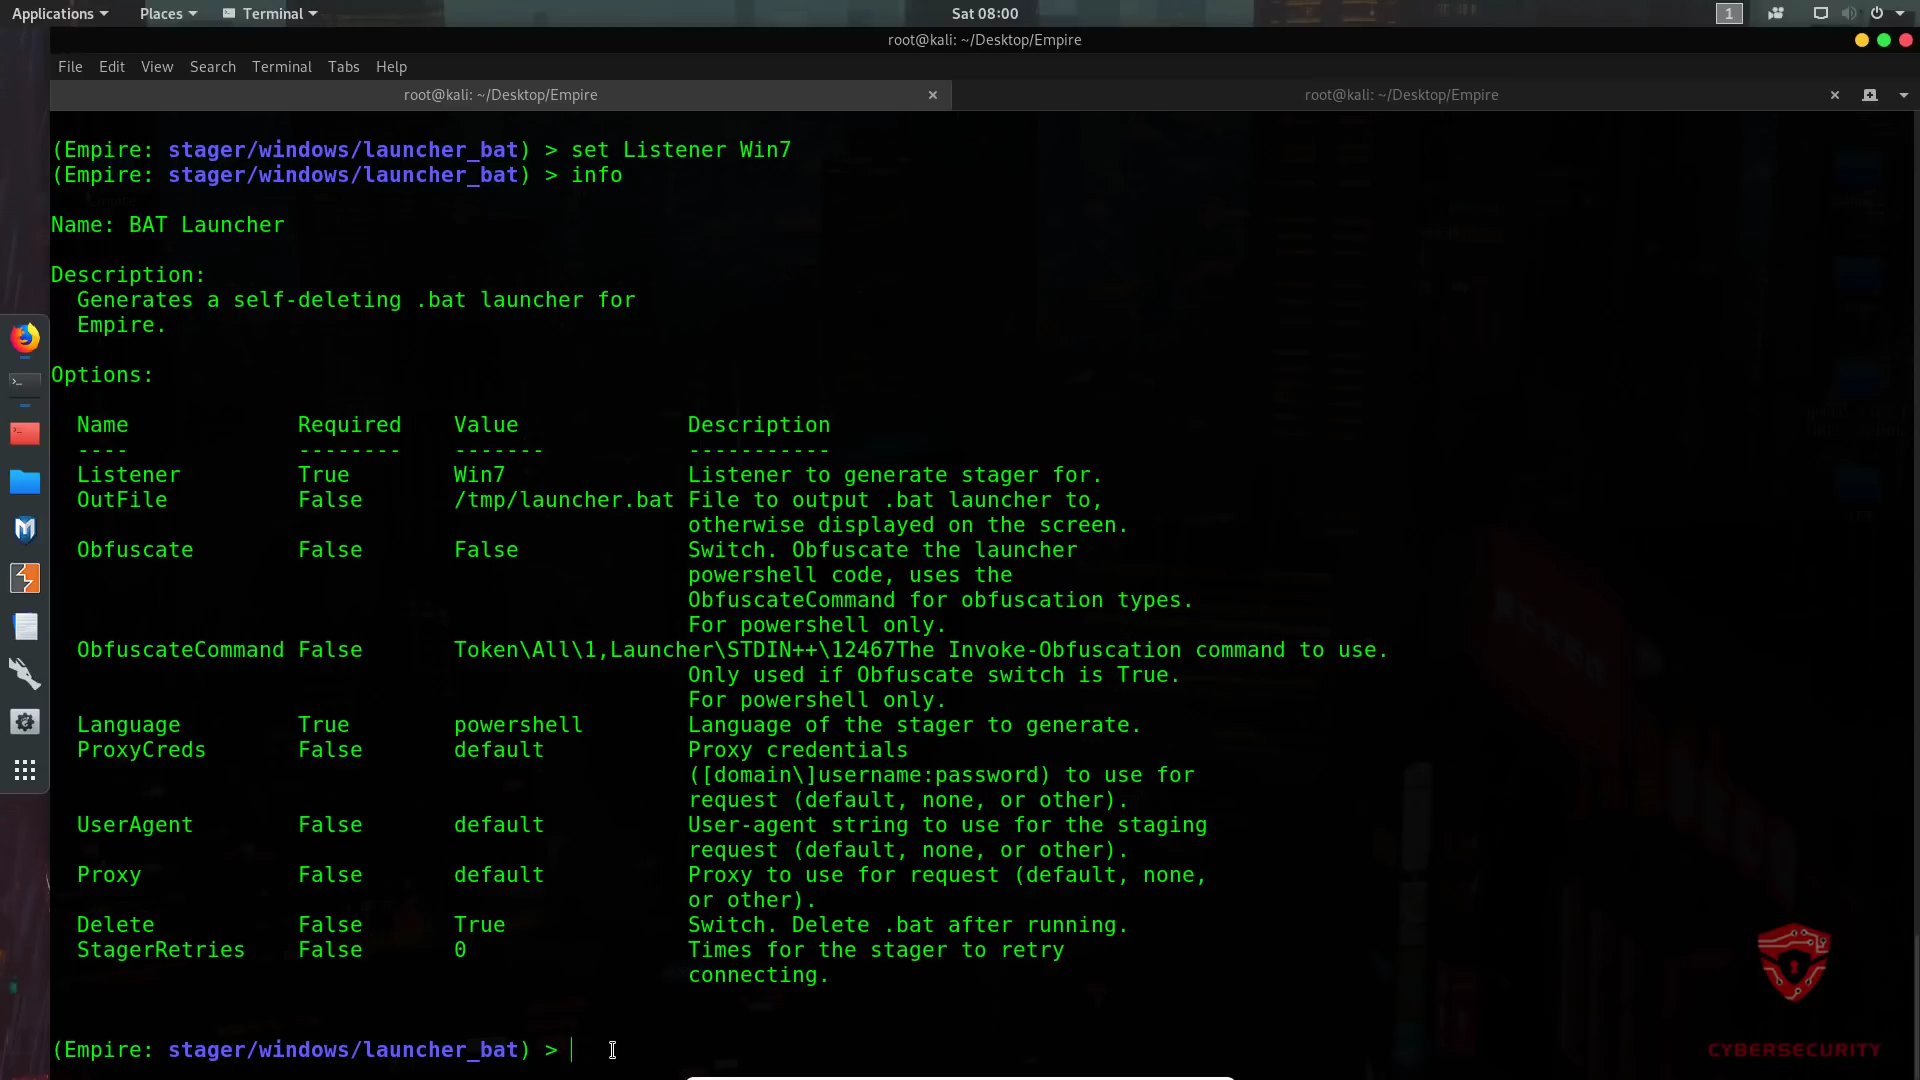 Applications Places Terminal Sat 08:00 1
root@kali: ~/Desktop/Empire
File Edit View Search Terminal Tabs Help
root@kali: ~/Desktop/Empire × root@kali: ~/Desktop/Empire ×
(Empire: stager/windows/launcher_bat) > set Listener Win7
(Empire: stager/windows/launcher_bat) > info
Name: BAT Launcher
Description:
Generates a self-deleting .bat launcher for
Empire.
Options:
Name Required Value Description
---- -------- ------- -----------
Listener True Win7 Listener to generate stager for.
OutFile False /tmp/launcher.bat File to output .bat launcher to,
otherwise displayed on the screen.
Obfuscate False False Switch. Obfuscate the launcher
powershell code, uses the
ObfuscateCommand for obfuscation types.
For powershell only.
ObfuscateCommand False Token\All\1,Launcher\STDIN++\12467The Invoke-Obfuscation command to use.
Only used if Obfuscate switch is True.
For powershell only.
Language True powershell Language of the stager to generate.
ProxyCreds False default Proxy credentials
([domain\]username:password) to use for
request (default, none, or other).
UserAgent False default User-agent string to use for the staging
request (default, none, or other).
Proxy False default Proxy to use for request (default, none,
or other).
Delete False True Switch. Delete .bat after running.
StagerRetries False 0 Times for the stager to retry
connecting.
(Empire: stager/windows/launcher_bat) >
CYBERSECURITY